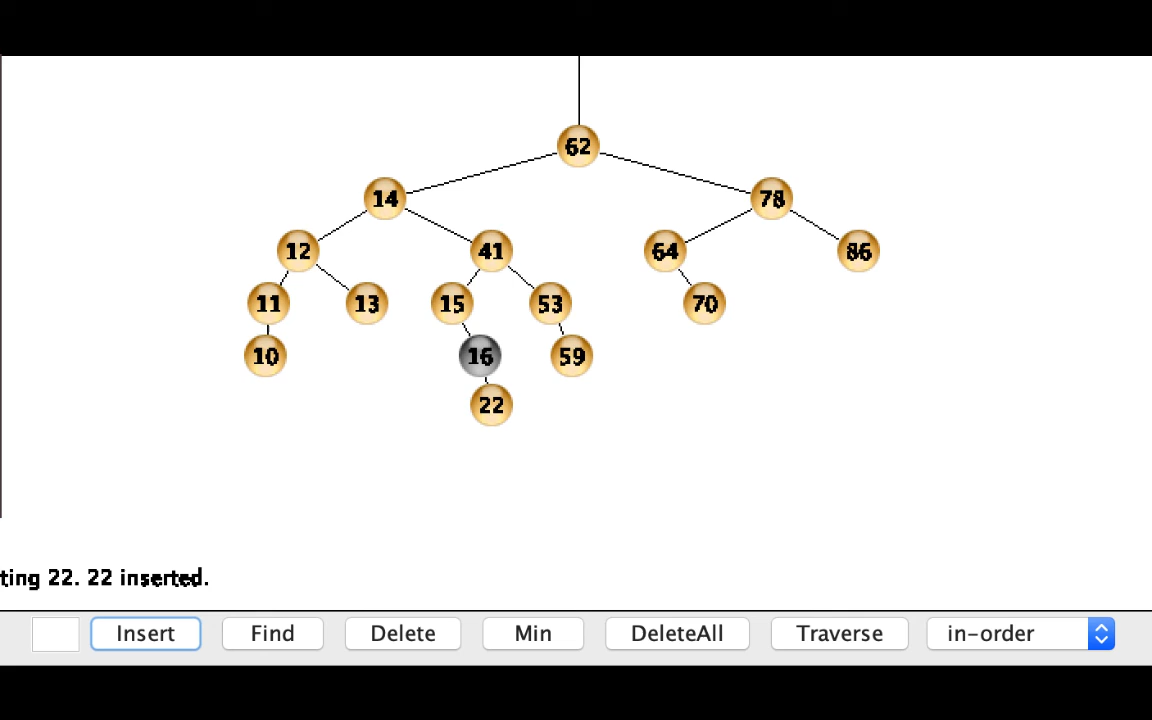 62
14 78
12 41 64 86
11 13 15 53 70
10 16 59
22
ting 22. 22 inserted.
Insert Find Delete Min DeleteAll Traverse in-order